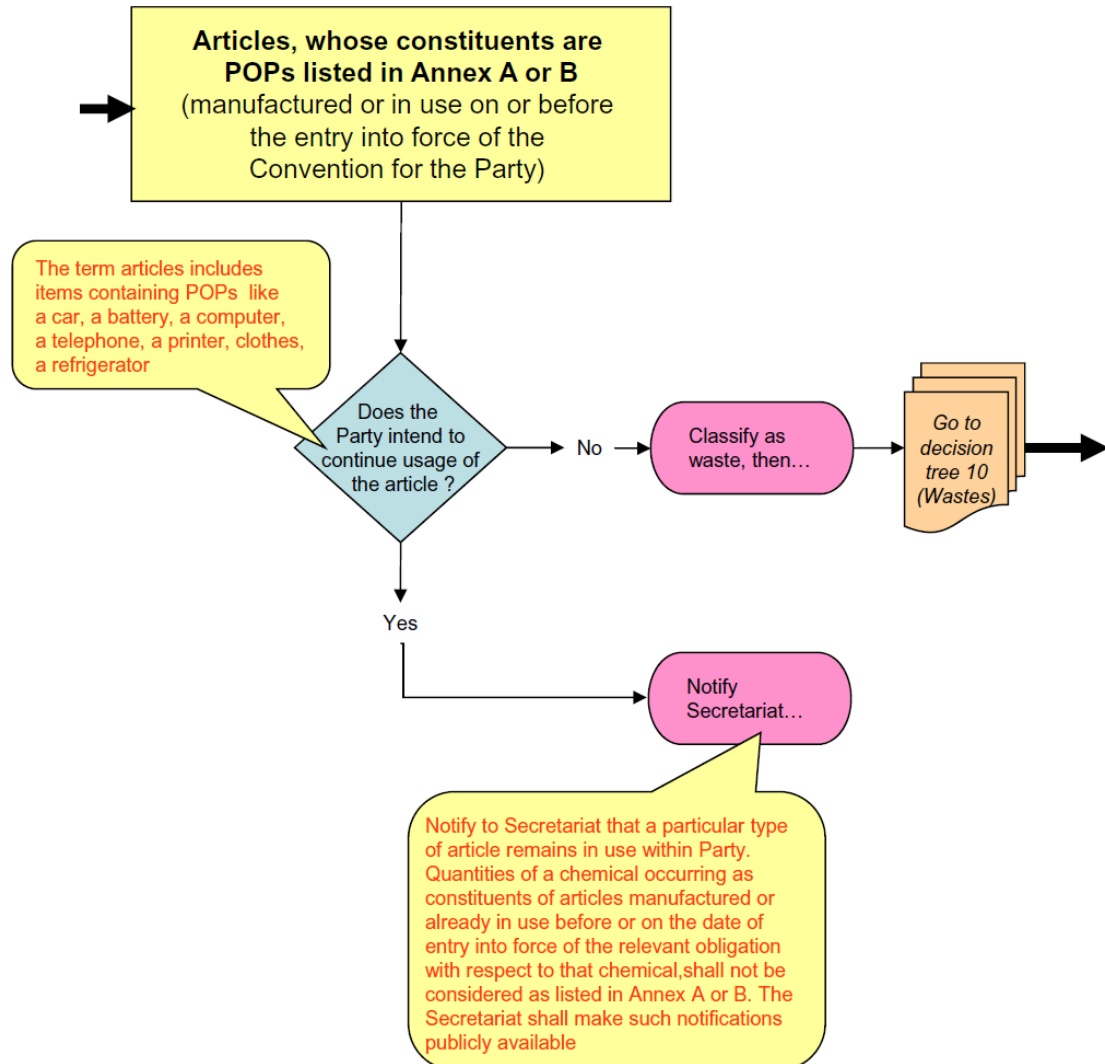 Articles, whose constituents are
POPs listed in Annex A or B
(manufactured or in use on or before
the entry into force of the
Convention for the Party)
The term articles includes
items containing POPs like
a car, a battery, a computer,
a telephone, a printer, clothes,
a refrigerator
Does the
Party intend to
continue usage of
the article ?
No
Classify as
waste, then…
Go to
decision
tree 10
(Wastes)
Yes
Notify
Secretariat…
Notify to Secretariat that a particular type
of article remains in use within Party.
Quantities of a chemical occurring as
constituents of articles manufactured or
already in use before or on the date of
entry into force of the relevant obligation
with respect to that chemical,shall not be
considered as listed in Annex A or B. The
Secretariat shall make such notifications
publicly available